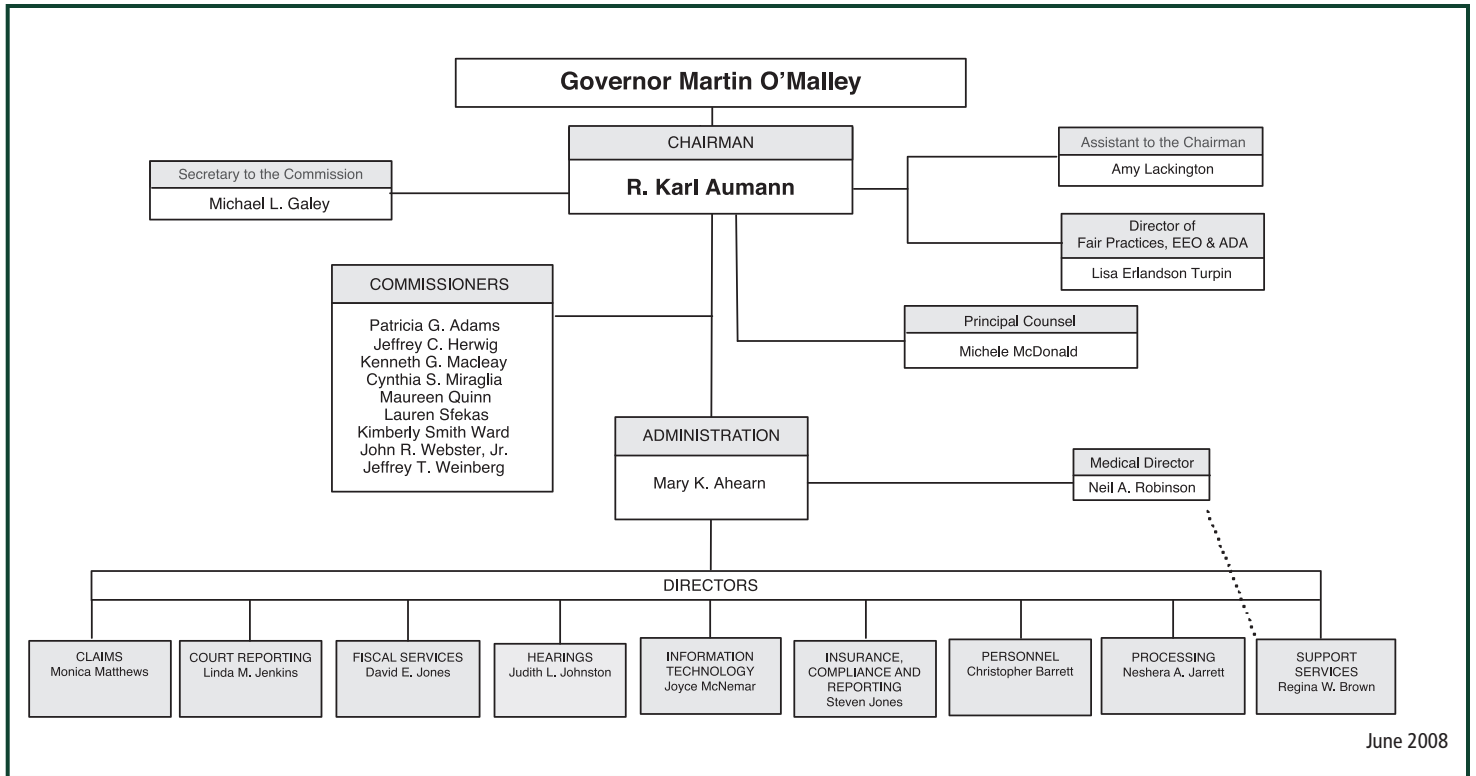 Governor Martin O'Malley
CHAIRMAN
R. Karl Aumann
Secretary to the Commission
Michael L. Galey
Assistant to the Chairman
Amy Lackington
Director of
Fair Practices, EEO & ADA
Lisa Erlandson Turpin
COMMISSIONERS
Patricia G. Adams
Jeffrey C. Herwig
Kenneth G. Macleay
Cynthia S. Miraglia
Maureen Quinn
Lauren Sfekas
Kimberly Smith Ward
John R. Webster, Jr.
Jeffrey T. Weinberg
Principal Counsel
Michele McDonald
ADMINISTRATION
Mary K. Ahearn
Medical Director
Neil A. Robinson
DIRECTORS
CLAIMS
Monica Matthews
COURT REPORTING
Linda M. Jenkins
FISCAL SERVICES
David E. Jones
HEARINGS
Judith L. Johnston
INFORMATION
TECHNOLOGY
Joyce McNemar
INSURANCE,
COMPLIANCE AND
REPORTING
Steven Jones
PERSONNEL
Christopher Barrett
PROCESSING
Neshera A. Jarrett
SUPPORT
SERVICES
Regina W. Brown
June 2008